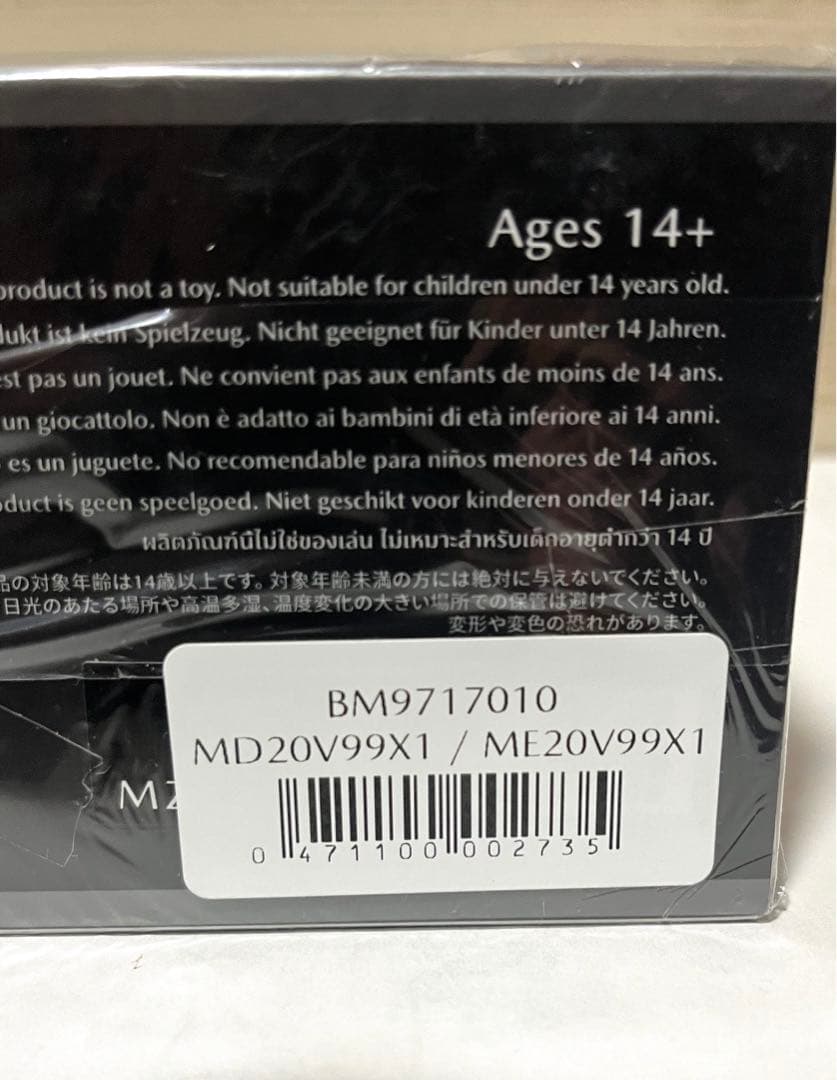 Ages 14+
product is not a toy. Not suitable for children under 14 years old.
dukt ist kein Spielzeug. Nicht geeignet für Kinder unter 14 Jahren.
est pas un jouet. Ne convient pas aux enfants de moins de 14 ans.
un giocattolo. Non è adatto ai bambini di età inferiore ai 14 anni.
es un juguete. No recomendable para niños menores de 14 años.
oduct is geen speelgoed. Niet geschikt voor kinderen onder 14 jaar.
ผลิตภัณฑ์นี้ไม่ใช่ของเล่น ไม่เหมาะสำหรับเด็กอายุต่ำกว่า 14 ปี
品の対象年齢は14歳以上です。対象年齢未満の方には絶対に与えないでください。
日光のあたる場所や高温多湿、温度変化の大きい場所での保管は避けてください。
変形や変色の恐れがあります。
BM9717010
MD20V99X1 / ME20V99X1
MZ
0 471100 002735